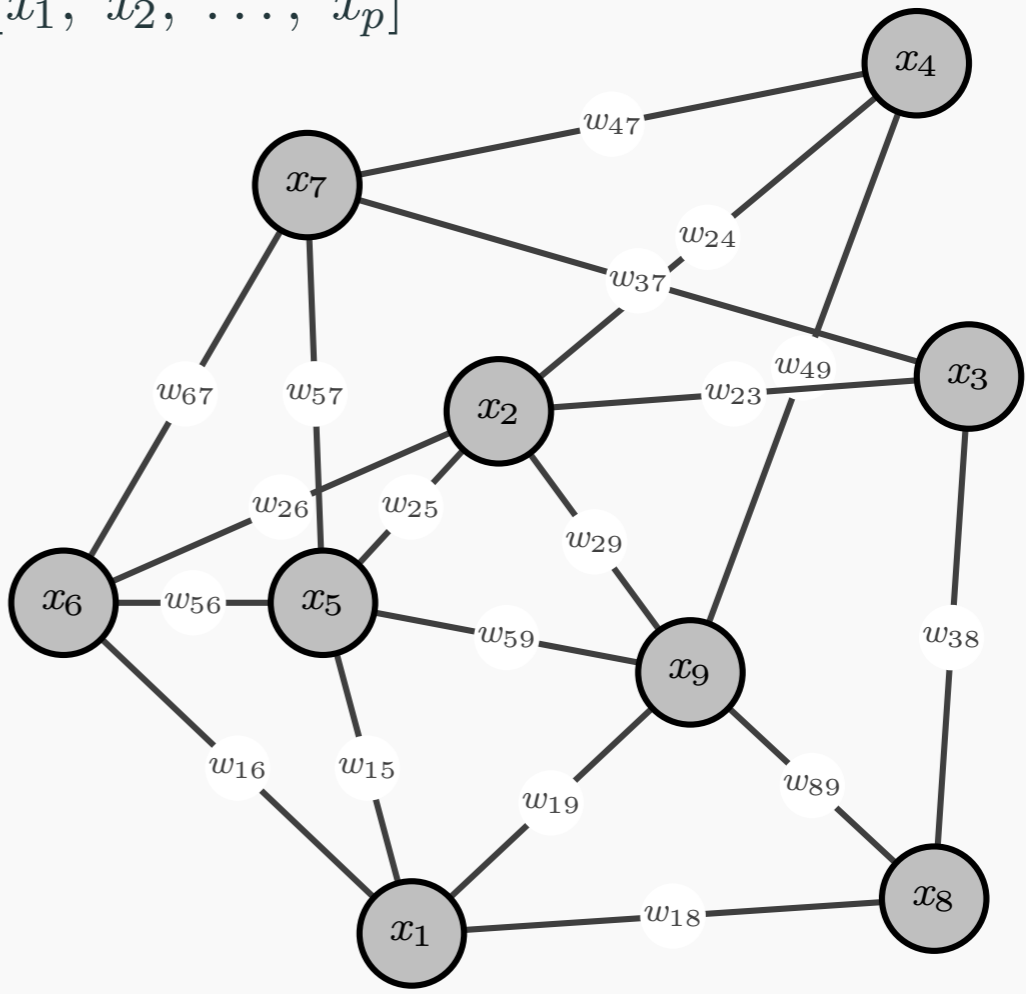 [x₁, x₂, …, xₚ]
x₄
w₄₇
x₇
w₂₄
w₃₇
w₄₉
x₃
w₆₇
w₅₇
w₂₃
x₂
w₂₆
w₂₅
w₂₉
x₆
w₅₆
x₅
w₅₉
w₃₈
x₉
w₁₆
w₁₅
w₁₉
w₈₉
x₈
w₁₈
x₁